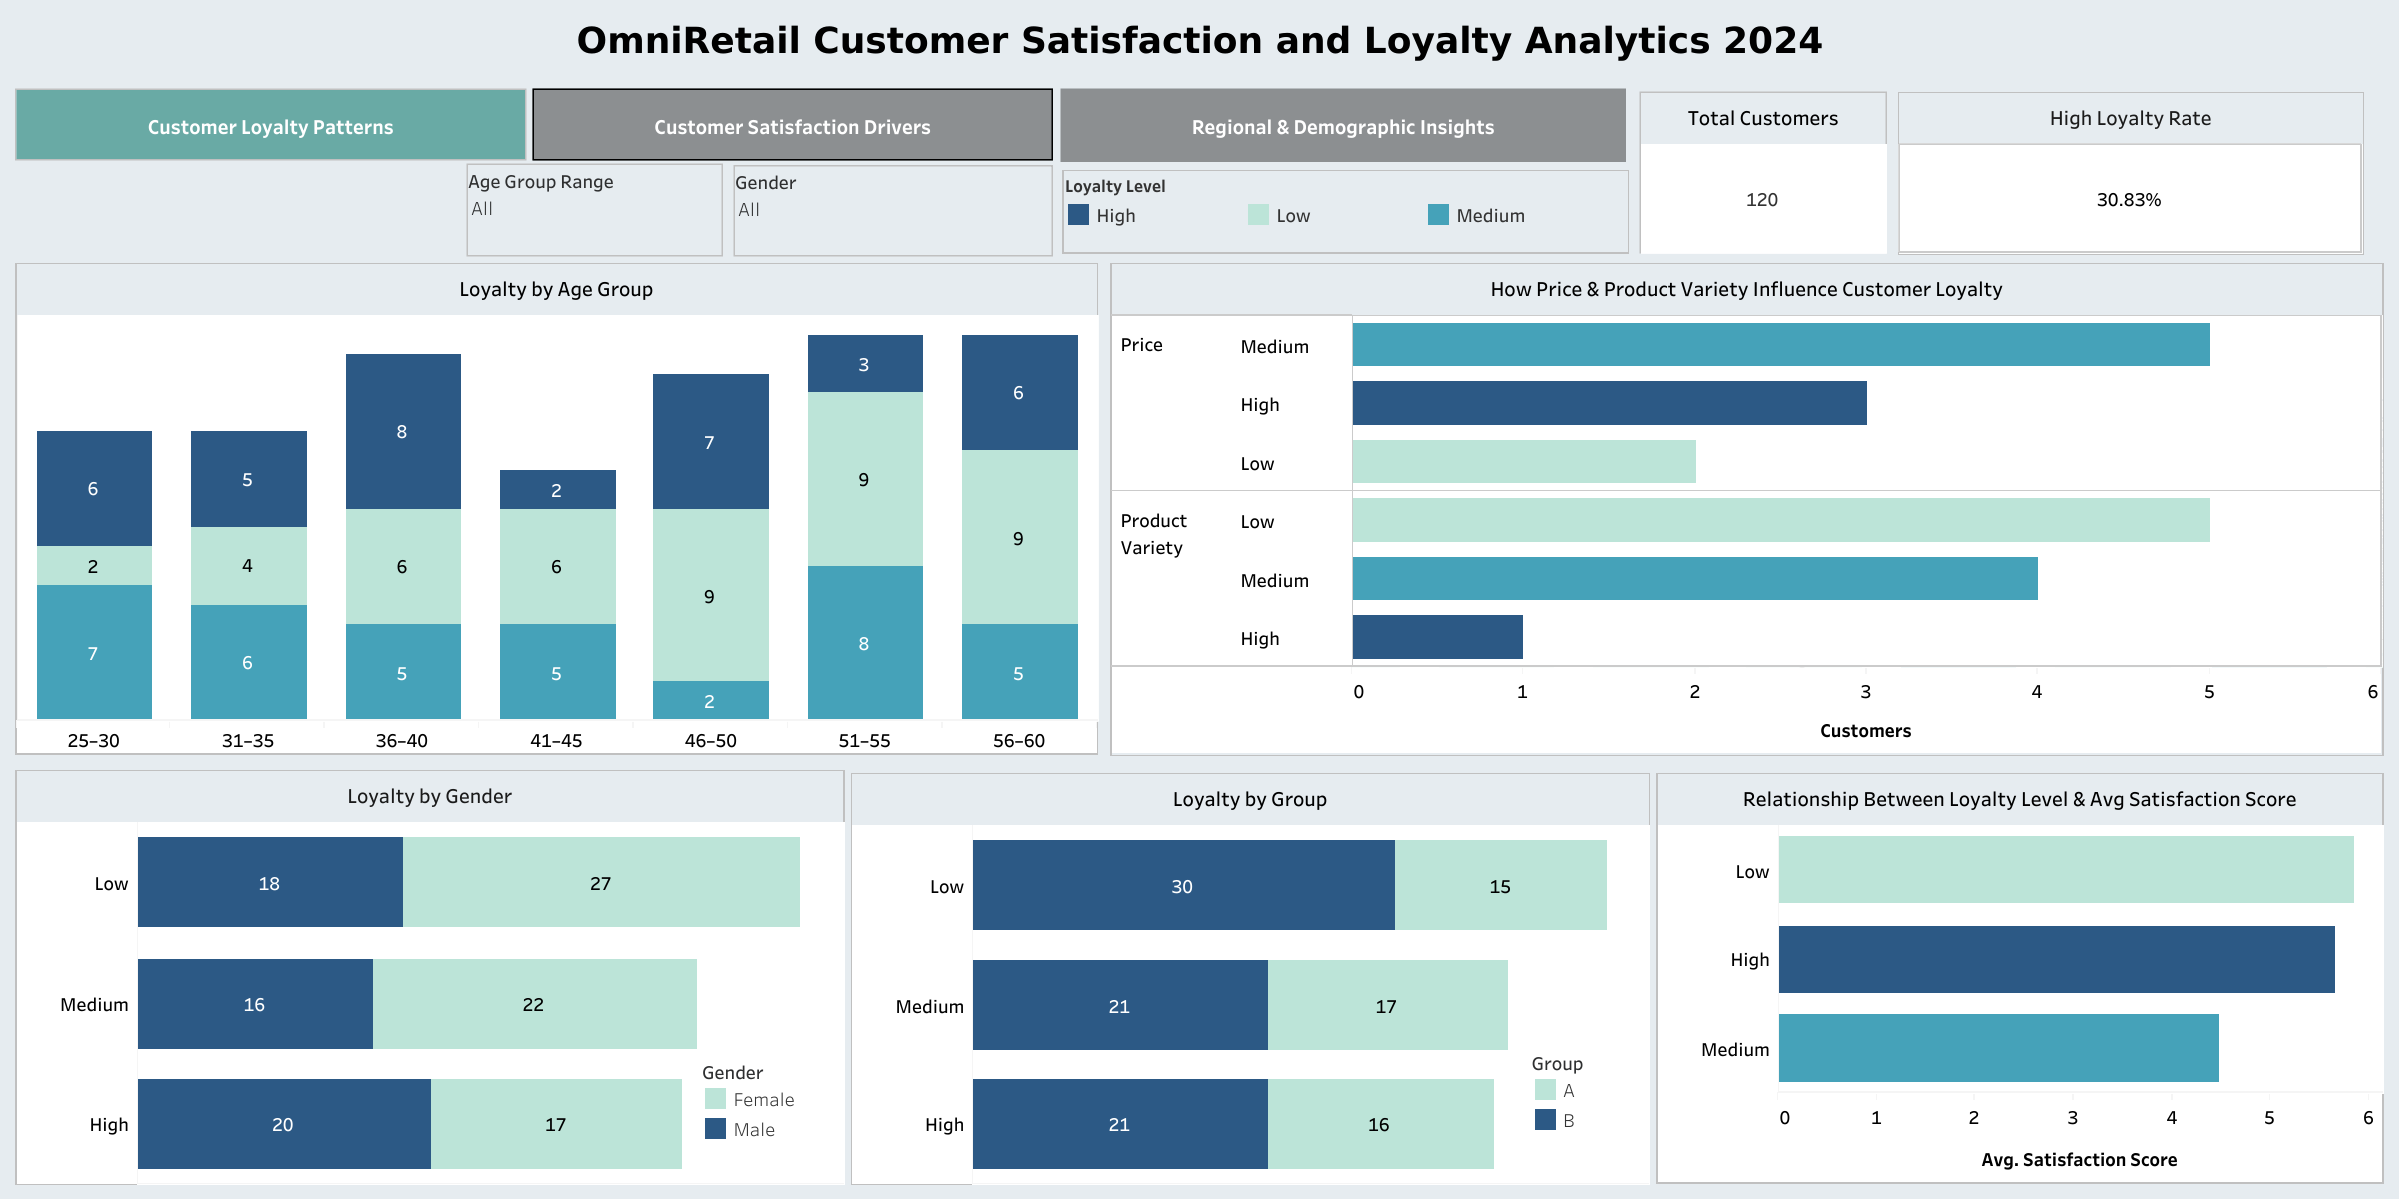 OmniRetail Customer Satisfaction and Loyalty Analytics 2024
Customer Loyalty Patterns
Customer Satisfaction Drivers
Regional & Demographic Insights
Total Customers
High Loyalty Rate
Age Group Range
All
Gender
All
Loyalty Level
High
Low
Medium
120
30.83%
Loyalty by Age Group
6
2
7
5
4
6
8
6
5
2
6
5
7
9
2
3
9
8
6
9
5
25–30
31–35
36–40
41–45
46–50
51–55
56–60
How Price & Product Variety Influence Customer Loyalty
Price
Medium
High
Low
Product
Variety
Low
Medium
High
0
1
2
3
4
5
6
Customers
Loyalty by Gender
Low
18
27
Medium
16
22
High
20
17
Gender
Female
Male
Loyalty by Group
Low
30
15
Medium
21
17
High
21
16
Group
A
B
Relationship Between Loyalty Level & Avg Satisfaction Score
Low
High
Medium
0
1
2
3
4
5
6
Avg. Satisfaction Score